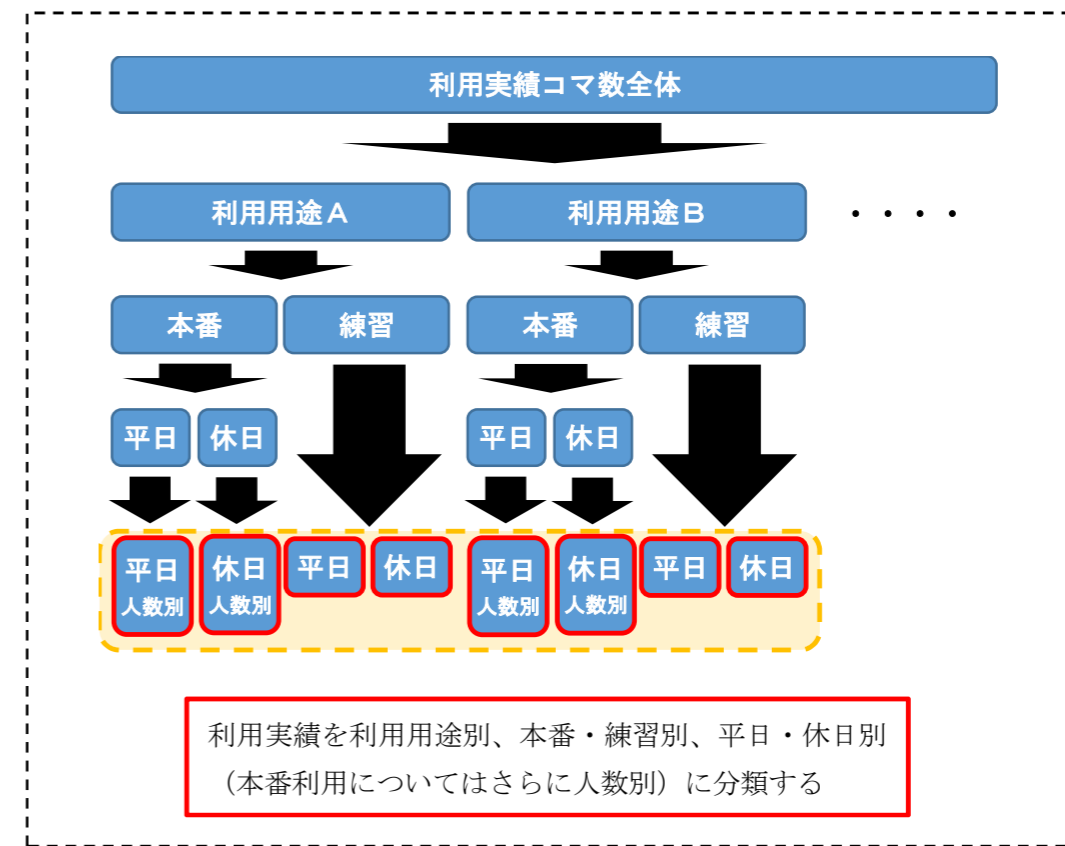 利用実績コマ数全体
利用用途A 利用用途B ・・・・
本番 練習 本番 練習
平日 休日 平日 休日
平日 休日 平日 休日 平日 休日 平日 休日
人数別 人数別 人数別 人数別
利用実績を利用用途別、本番・練習別、平日・休日別
（本番利用についてはさらに人数別）に分類する